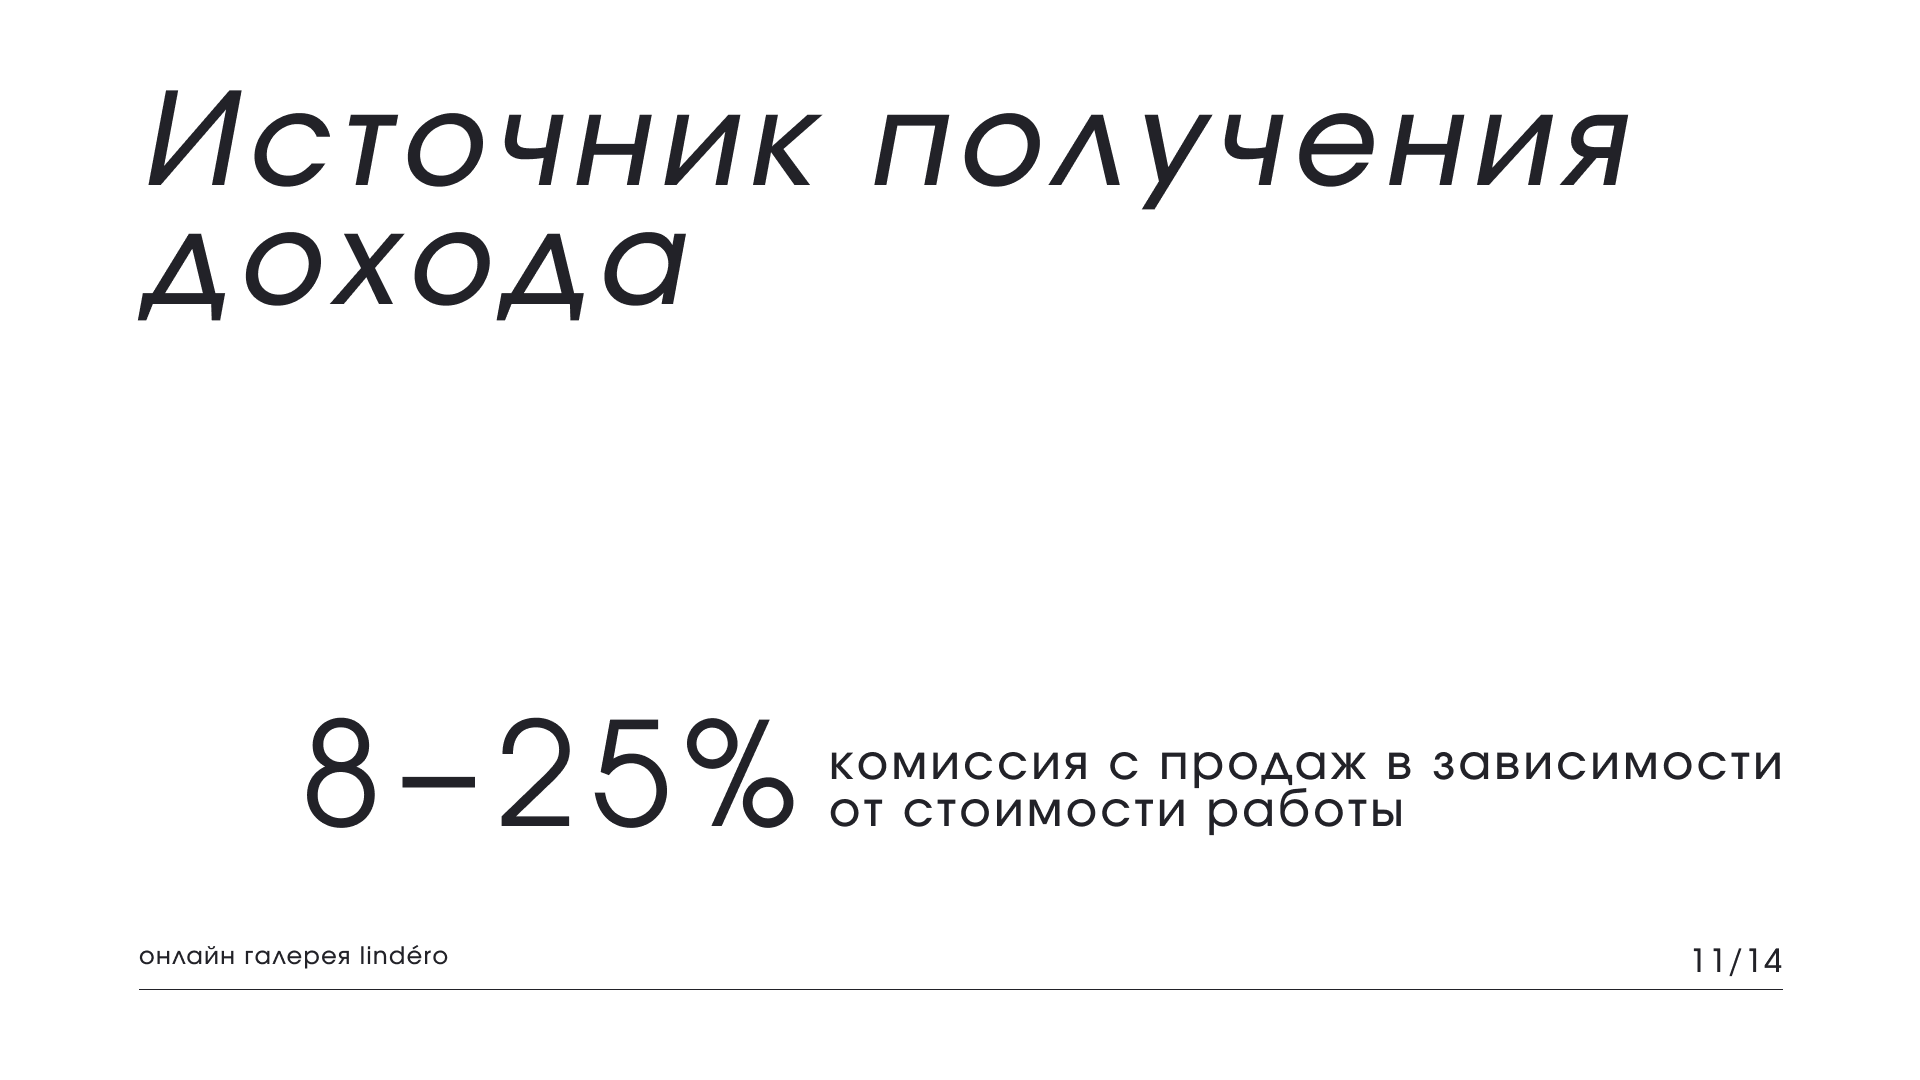 Источник получения
дохода
8–25%
комиссия с продаж в зависимости
от стоимости работы
онлайн галерея lindéro
11/14